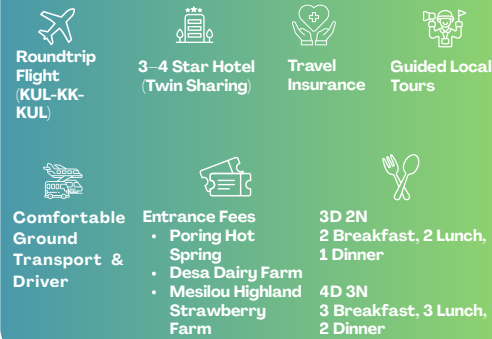 Roundtrip
Flight
(KUL-KK-
KUL)
3–4 Star Hotel
(Twin Sharing)
Travel
Insurance
Guided Local
Tours
Comfortable
Ground
Transport &
Driver
Entrance Fees
• Poring Hot
Spring
• Desa Dairy Farm
• Mesilou Highland
Strawberry
Farm
3D 2N
2 Breakfast, 2 Lunch,
1 Dinner
4D 3N
3 Breakfast, 3 Lunch,
2 Dinner